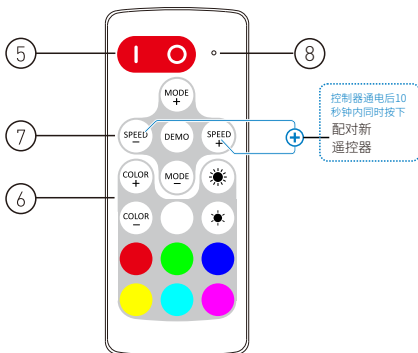 5
8
MODE
+
控制器通电后10
秒钟内同时按下
配对新
遥控器
7
SPEED
−
DEMO
SPEED
+
COLOR
+
MODE
−
6
COLOR
−